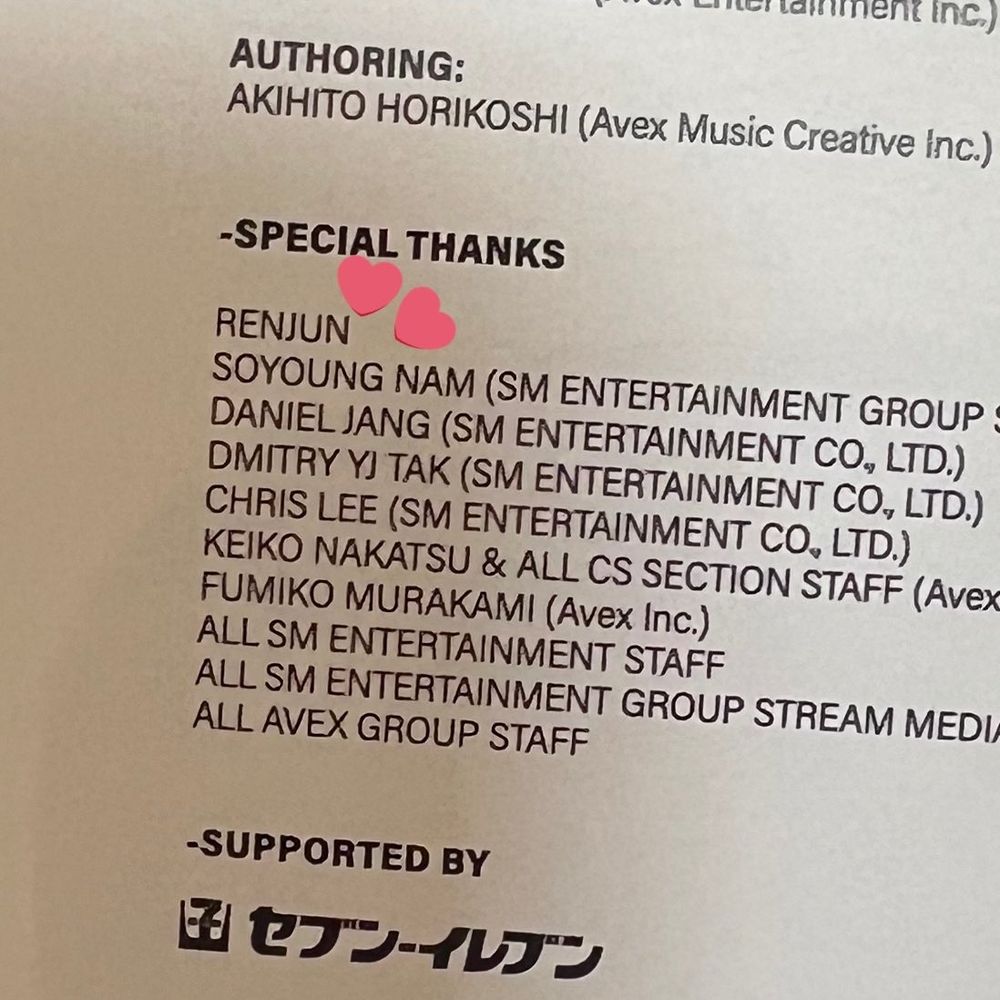 Entertainment Inc.)
AUTHORING:
AKIHITO HORIKOSHI (Avex Music Creative Inc.)
-SPECIAL THANKS
RENJUN
SOYOUNG NAM (SM ENTERTAINMENT GROUP
DANIEL JANG (SM ENTERTAINMENT CO., LTD.)
DMITRY YJ TAK (SM ENTERTAINMENT CO., LTD.)
CHRIS LEE (SM ENTERTAINMENT CO., LTD.)
KEIKO NAKATSU & ALL CS SECTION STAFF (Avex
FUMIKO MURAKAMI (Avex Inc.)
ALL SM ENTERTAINMENT STAFF
ALL SM ENTERTAINMENT GROUP STREAM MEDIA
ALL AVEX GROUP STAFF
-SUPPORTED BY
セブン-イレブン